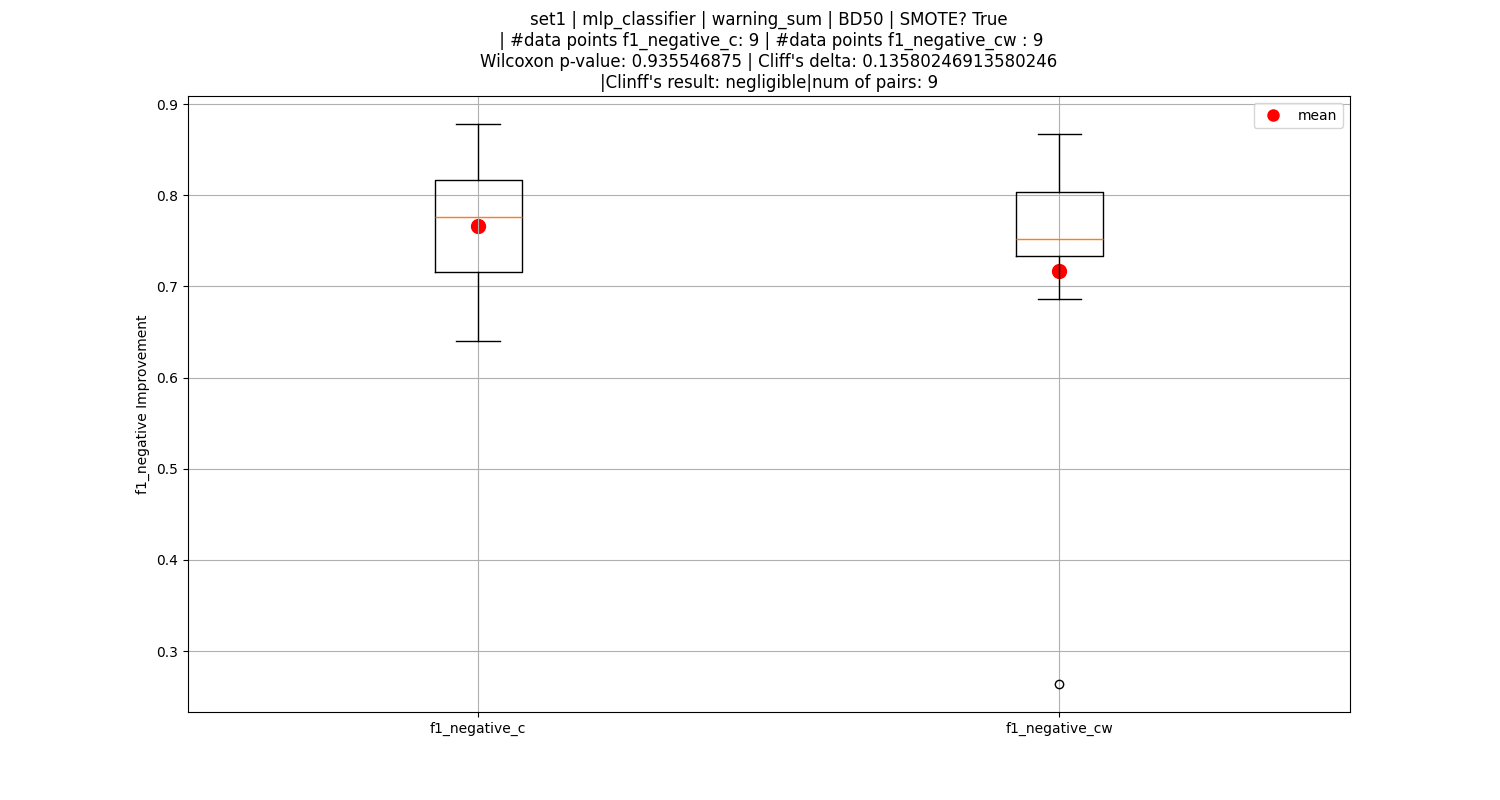 set1 | mlp_classifier | warning_sum | BD50 | SMOTE? True
| #data points f1_negative_c: 9 | #data points f1_negative_cw : 9
Wilcoxon p-value: 0.935546875 | Cliff's delta: 0.13580246913580246
|Clinff's result: negligible|num of pairs: 9
mean
0.9
0.8
0.7
0.6
0.5
0.4
0.3
f1_negative Improvement
f1_negative_c
f1_negative_cw